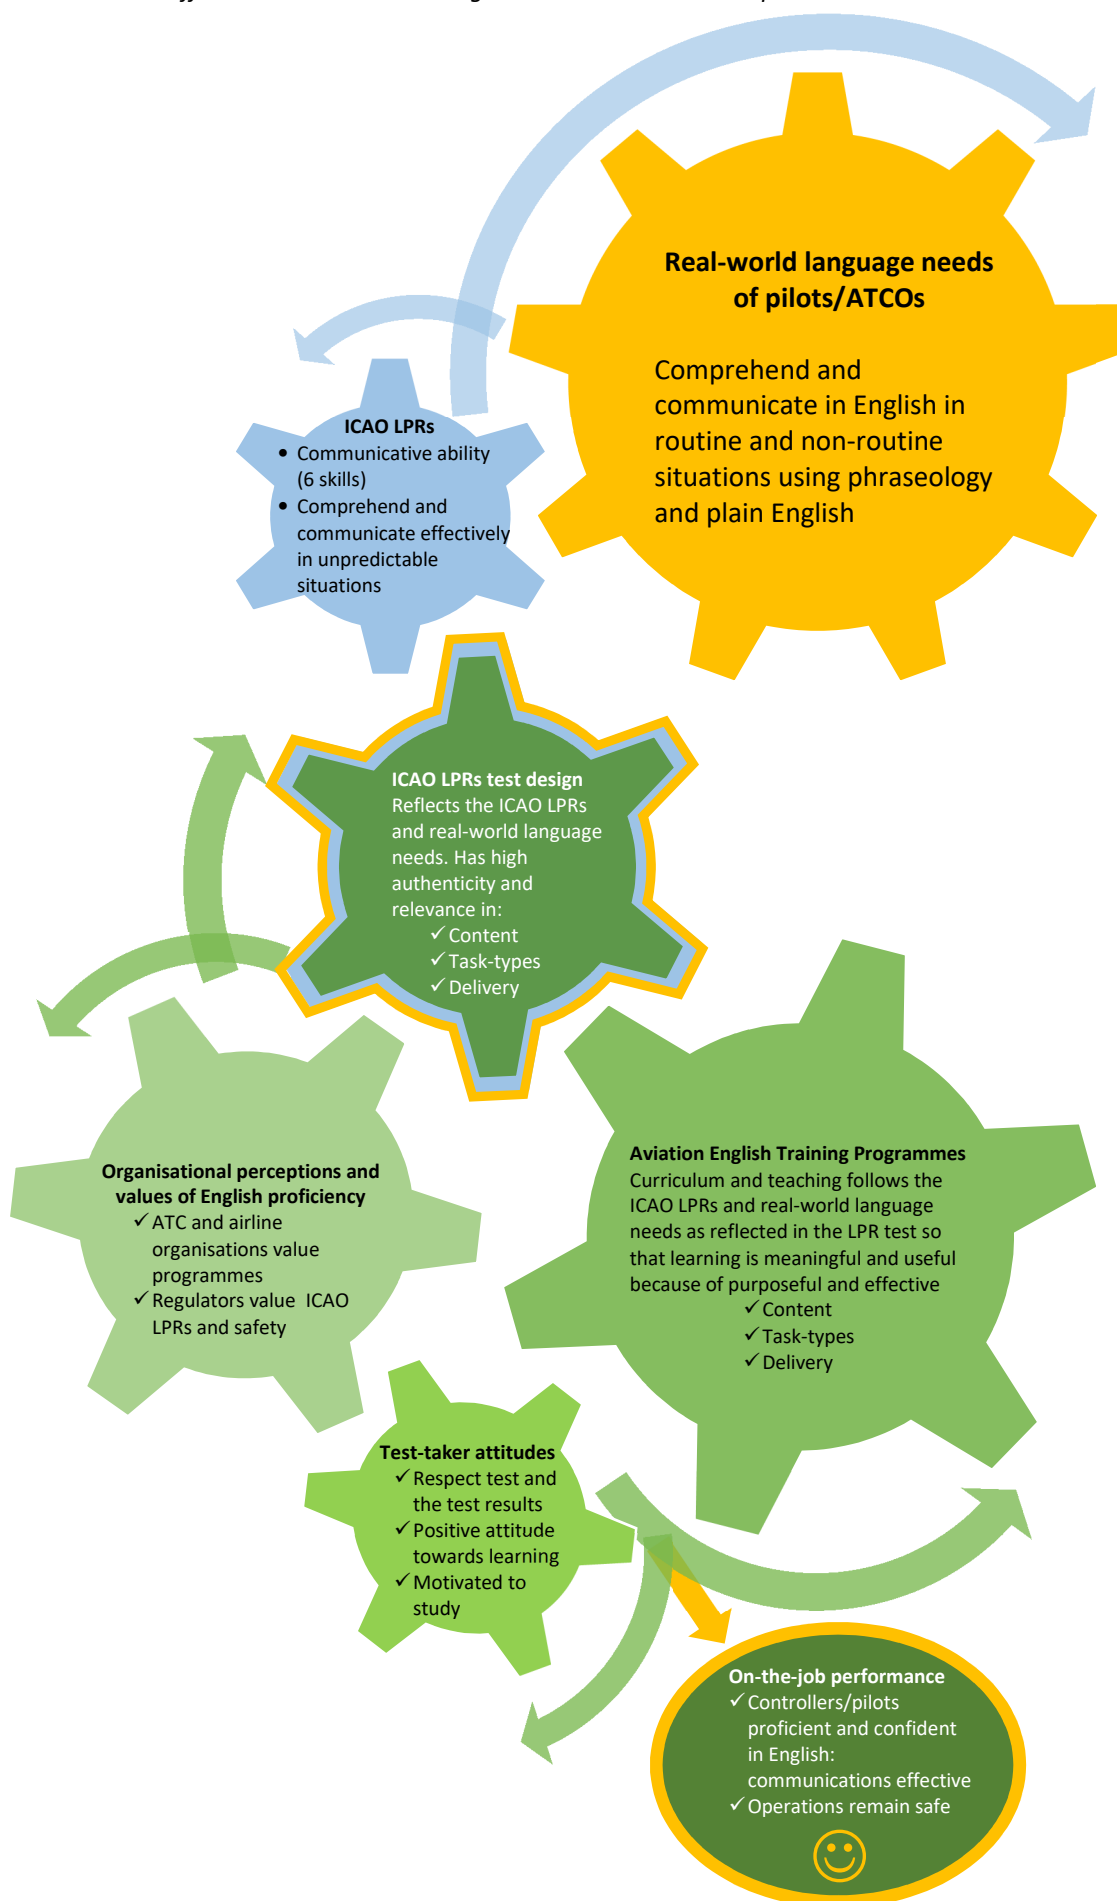 Real-world language needs
of pilots/ATCOs
Comprehend and
communicate in English in
routine and non-routine
situations using phraseology
and plain English
ICAO LPRs
• Communicative ability
(6 skills)
• Comprehend and
communicate effectively
in unpredictable
situations
ICAO LPRs test design
Reflects the ICAO LPRs
and real-world language
needs. Has high
authenticity and
relevance in:
✓ Content
✓ Task-types
✓ Delivery
Organisational perceptions and
values of English proficiency
✓ ATC and airline
organisations value
programmes
✓ Regulators value ICAO
LPRs and safety
Aviation English Training Programmes
Curriculum and teaching follows the
ICAO LPRs and real-world language
needs as reflected in the LPR test so
that learning is meaningful and useful
because of purposeful and effective
✓ Content
✓ Task-types
✓ Delivery
Test-taker attitudes
✓ Respect test and
the test results
✓ Positive attitude
towards learning
✓ Motivated to
study
On-the-job performance
✓ Controllers/pilots
proficient and confident
in English:
communications effective
✓ Operations remain safe